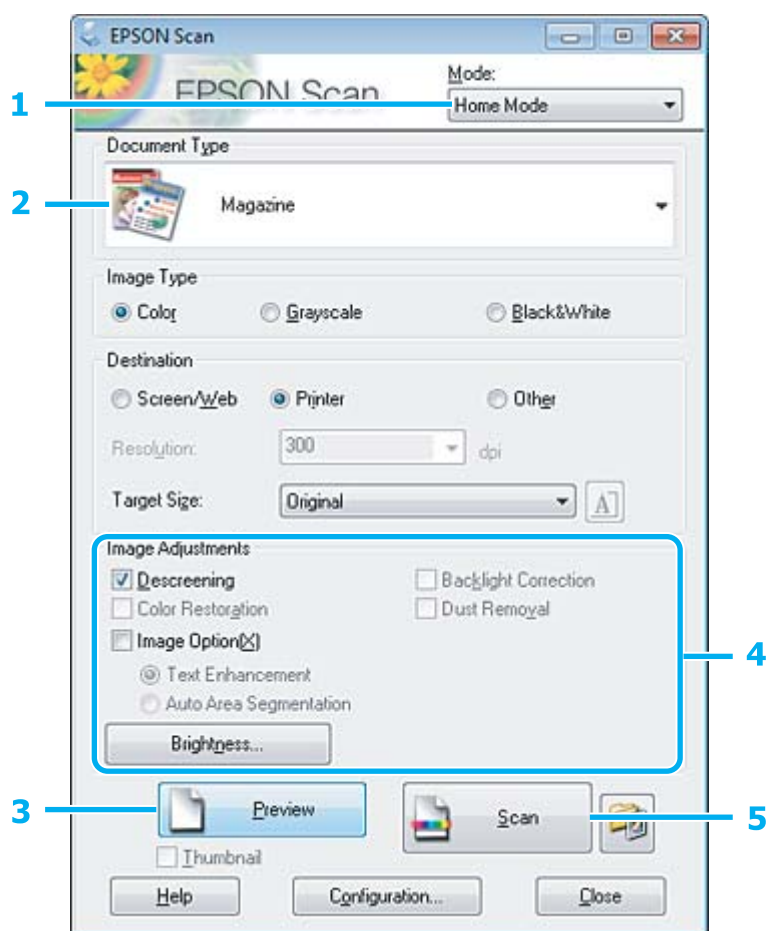 EPSON Scan
EPSON Scan
Mode:
1
Home Mode
Document Type
2
Magazine
Image Type
Color
Grayscale
Black&White
Destination
Screen/Web
Printer
Other
Resolution:
300
dpi
Target Size:
Original
A
Image Adjustments
Descreening
Backlight Correction
Color Restoration
Dust Removal
Image Option(X)
4
Text Enhancement
Auto Area Segmentation
Brightness...
3
Preview
Scan
5
Thumbnail
Help
Configuration...
Close